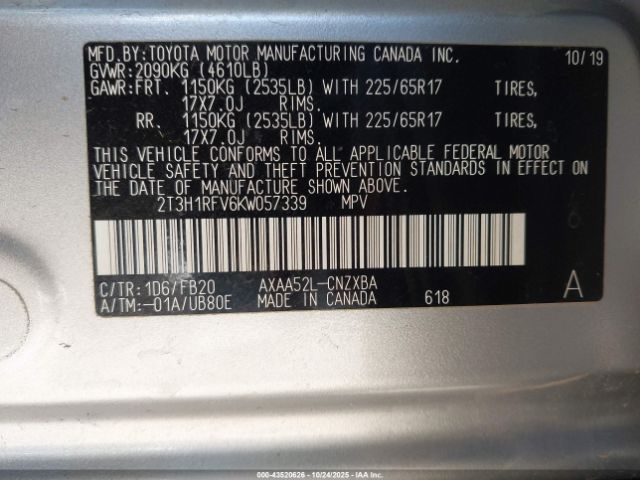 MFD.BY:TOYOTA MOTOR MANUFACTURING CANADA INC. 10/19
GVWR:2090KG (4610LB)
GAWR:FRT. 1150KG (2535LB) WITH 225/65R17 TIRES,
17X7.0J RIMS.
RR. 1150KG (2535LB) WITH 225/65R17 TIRES,
17X7.0J RIMS.
THIS VEHICLE CONFORMS TO ALL APPLICABLE FEDERAL MOTOR
VEHICLE SAFETY AND THEFT PREVENTION STANDARDS IN EFFECT ON
THE DATE OF MANUFACTURE SHOWN ABOVE.
2T3H1RFV6KW057339 MPV
C/TR:1D6/FB20 AXAA52L-CNZXBA A
A/TM:-01A/UB80E MADE IN CANADA 618
000-43520626 - 10/24/2025 - IAAI.COM